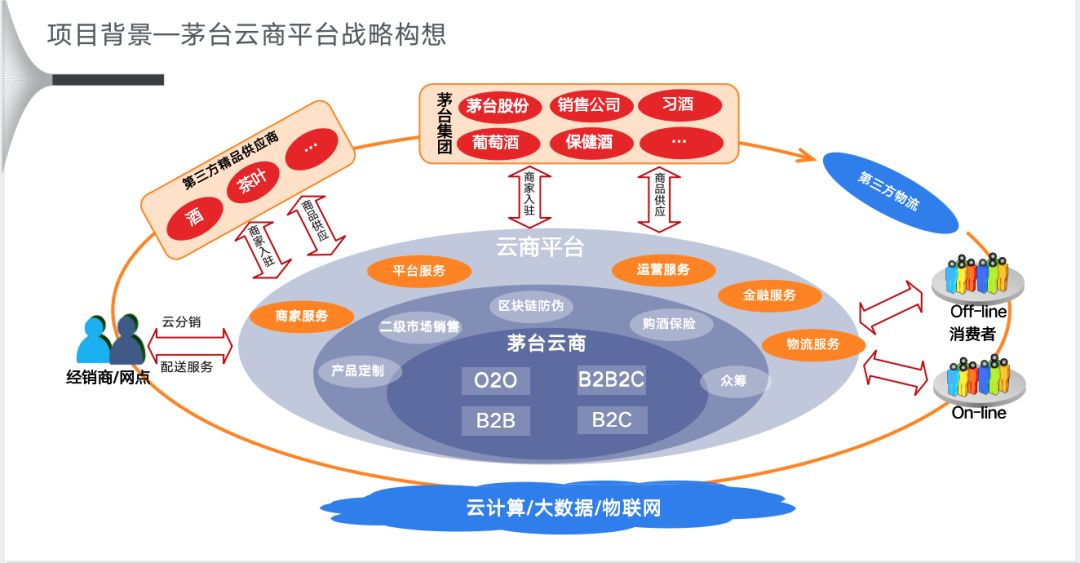 项目背景—茅台云商平台战略构想
茅台集团
茅台股份
销售公司
习酒
葡萄酒
保健酒
...
第三方精品供应商
酒
茶叶
...
第三方物流
商家入驻
商品供应
商家入驻
商品供应
云商平台
平台服务
运营服务
商家服务
金融服务
物流服务
区块链防伪
二级市场销售
购酒保险
产品定制
众筹
茅台云商
O2O
B2B2C
B2B
B2C
云分销
配送服务
经销商/网点
Off-line
消费者
On-line
云计算/大数据/物联网